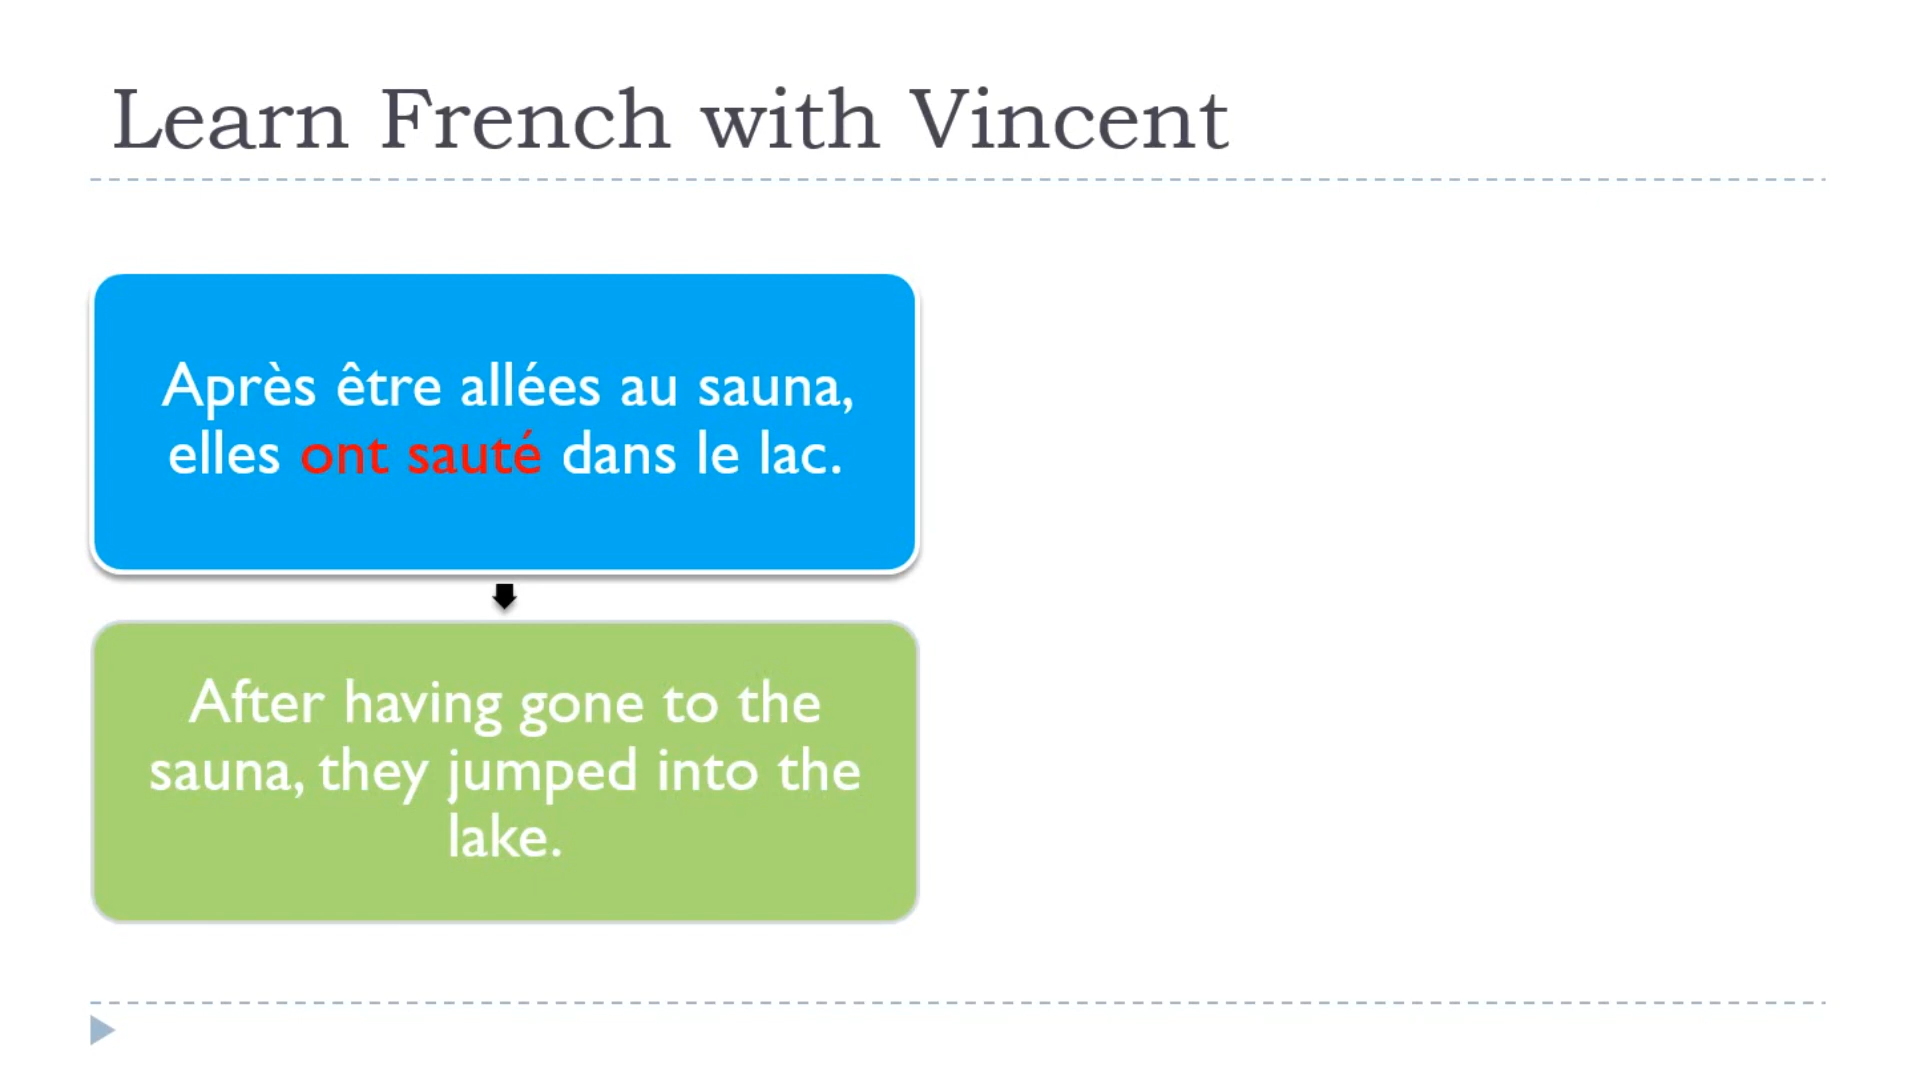 Learn French with Vincent
Après être allées au sauna,
elles ont sauté dans le lac.
After having gone to the
sauna, they jumped into the
lake.